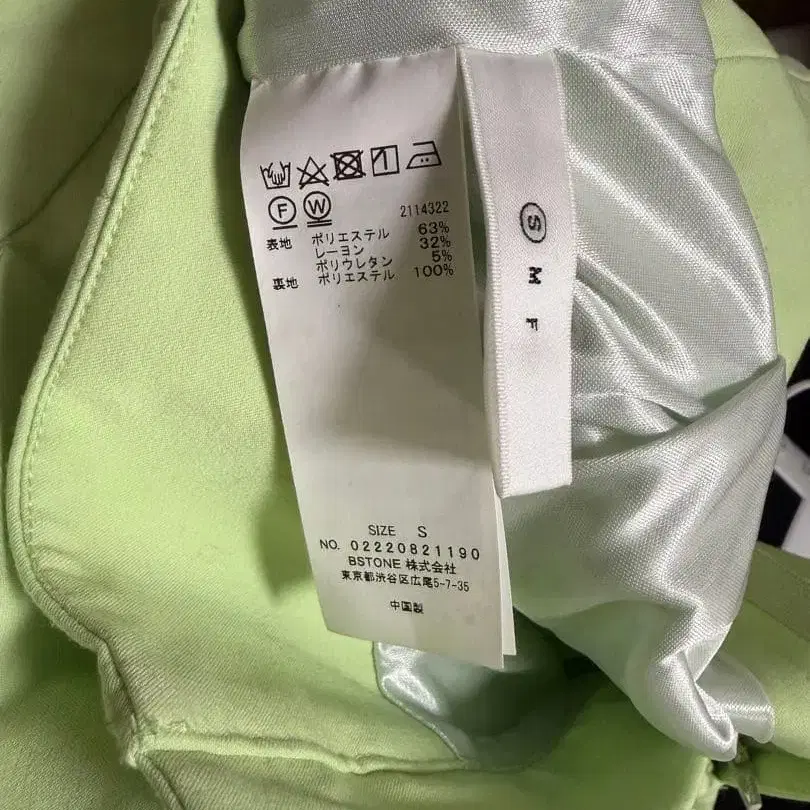 F W
2114322
表地 ポリエステル 63%
レーヨン 32%
ポリウレタン 5%
裏地 ポリエステル 100%
SIZE S
NO. 02220821190
BSTONE 株式会社
東京都渋谷区広尾5-7-35
中国製
S M F